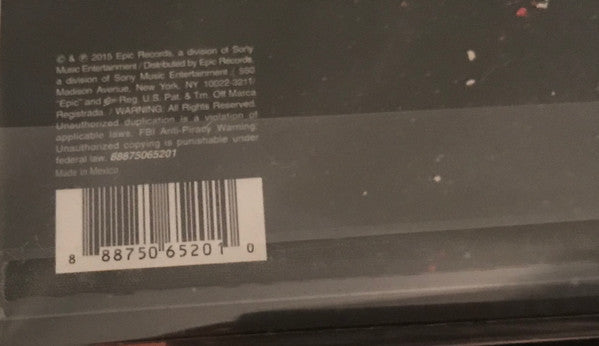 © & ℗ 2015 Epic Records, a division of Sony
Music Entertainment / Distributed by Epic Records,
a division of Sony Music Entertainment / 550
Madison Avenue, New York, NY 10022-3211/
"Epic" and Reg. U.S. Pat. & Tm. Off Marca
Registrada. / WARNING: All Rights Reserved.
Unauthorized duplication is a violation of
applicable laws. FBI Anti-Piracy Warning:
Unauthorized copying is punishable under
federal law. 88875065201
Made in Mexico
8 88750 65201 0